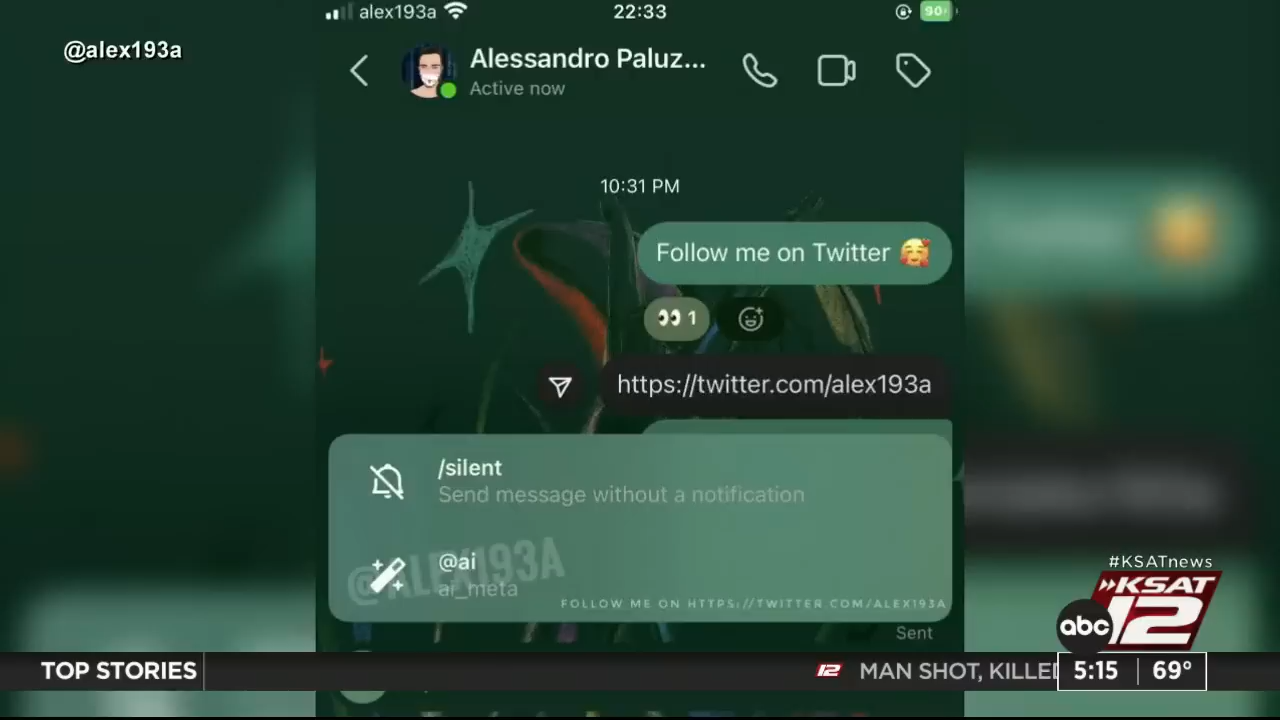 @alex193a
alex193a
22:33
90
Alessandro Paluz...
Active now
10:31 PM
Follow me on Twitter
1
https://twitter.com/alex193a
/silent
Send message without a notification
@ai
ai_meta
@ALEX193A
FOLLOW ME ON HTTPS://TWITTER.COM/ALEX193A
Sent
#KSATnews
KSAT
abc 12
TOP STORIES
12 MAN SHOT, KILLED
5:15
69°